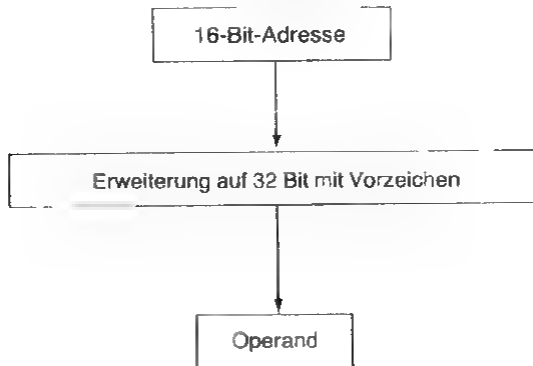 16-Bit-Adresse
Erweiterung auf 32 Bit mit Vorzeichen
Operand